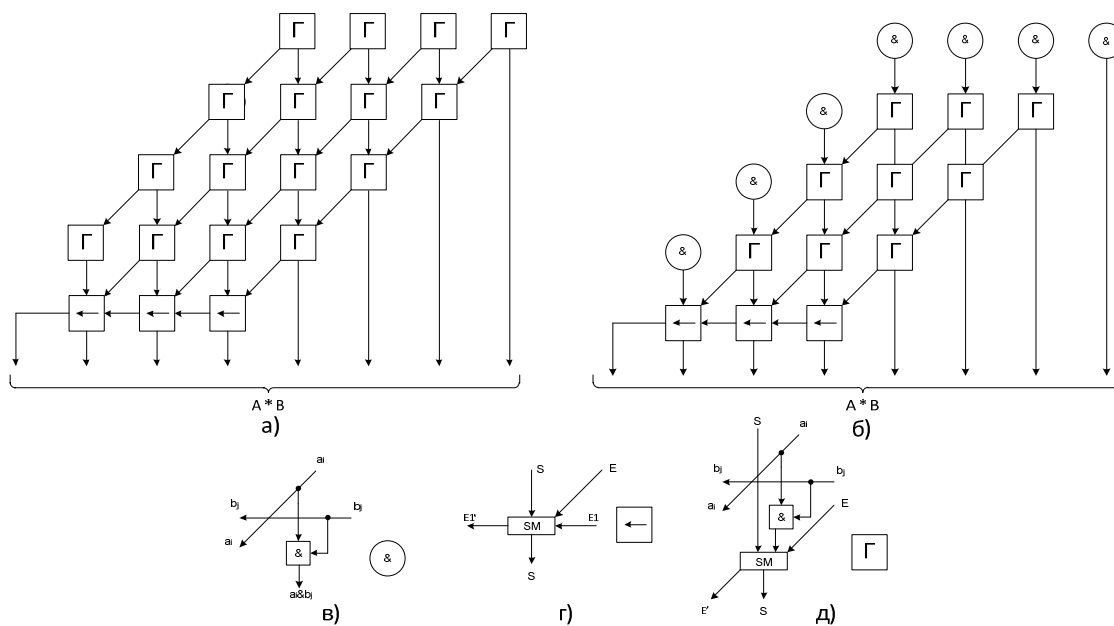 Г Г Г Г
Г Г Г Г
Г Г Г Г
Г Г Г Г
A * B
а)
& & & &
& Г Г Г
& Г Г Г
& Г Г Г
A * B
б)
ai
bj bj
ai
&
ai&bj
&
в)
S E
E1' SM E1
S
г)
S ai
bj bj
ai
& E
SM
E' S
Г
д)